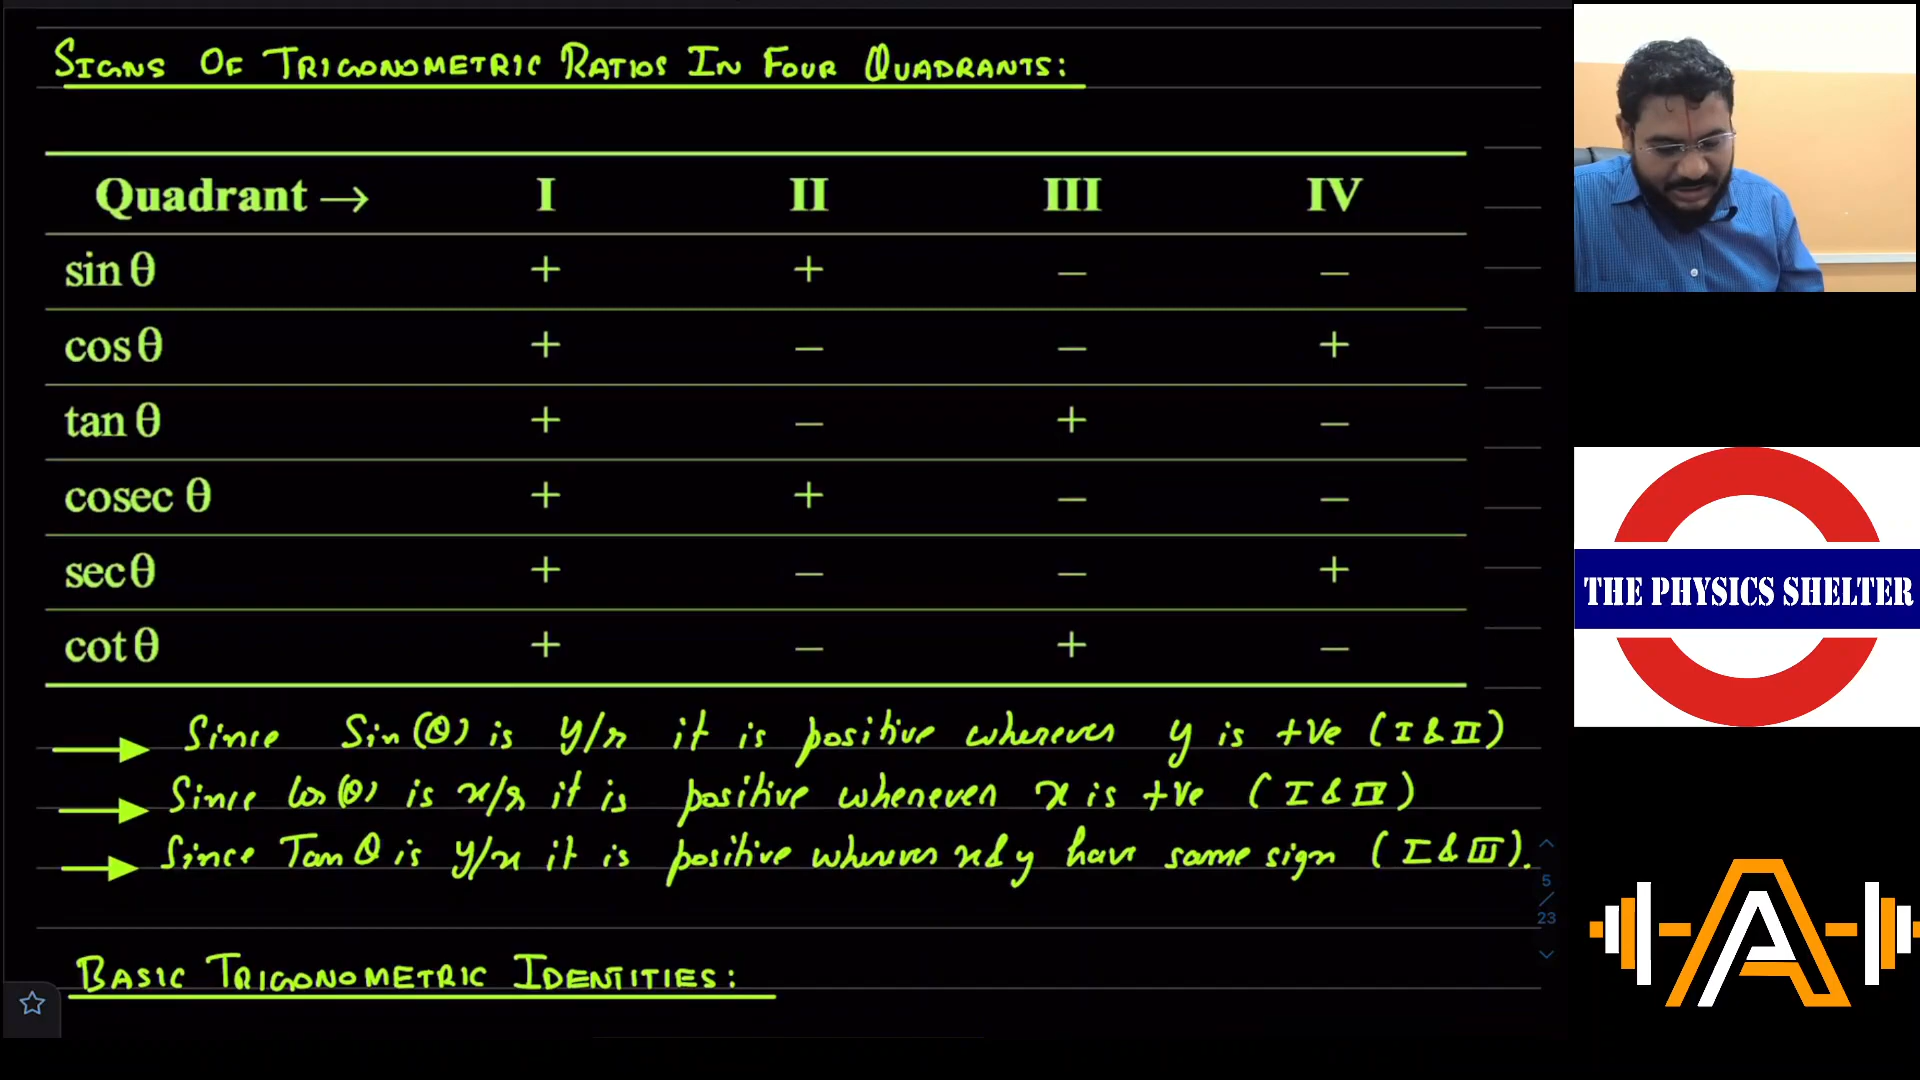 SIGNS OF TRIGONOMETRIC RATIOS IN FOUR QUADRANTS:
Quadrant → I II III IV
sin θ + + – –
cos θ + – – +
tan θ + – + –
cosec θ + + – –
sec θ + – – +
cot θ + – + –
→ Since Sin(θ) is y/r it is positive wherever y is +ve (I & II)
→ Since Cos(θ) is x/r it is positive whenever x is +ve (I & IV)
→ Since Tan θ is y/x it is positive wherever x & y have same sign (I & III).
5
/
23
BASIC TRIGONOMETRIC IDENTITIES:
THE PHYSICS SHELTER
A